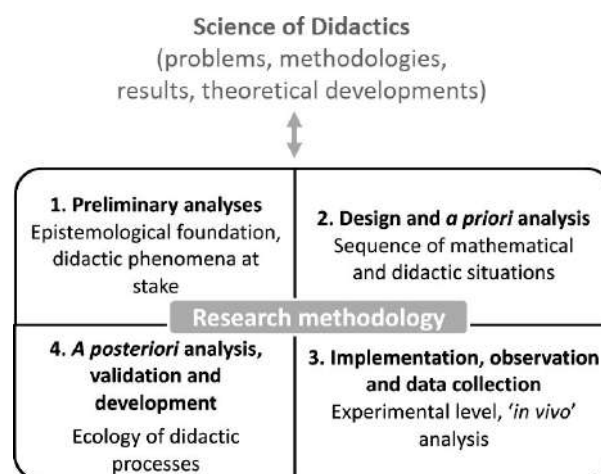 Science of Didactics
(problems, methodologies,
results, theoretical developments)
1. Preliminary analyses
Epistemological foundation,
didactic phenomena at
stake
2. Design and a priori analysis
Sequence of mathematical
and didactic situations
Research methodology
4. A posteriori analysis,
validation and
development
Ecology of didactic
processes
3. Implementation, observation
and data collection
Experimental level, ‘in vivo’
analysis